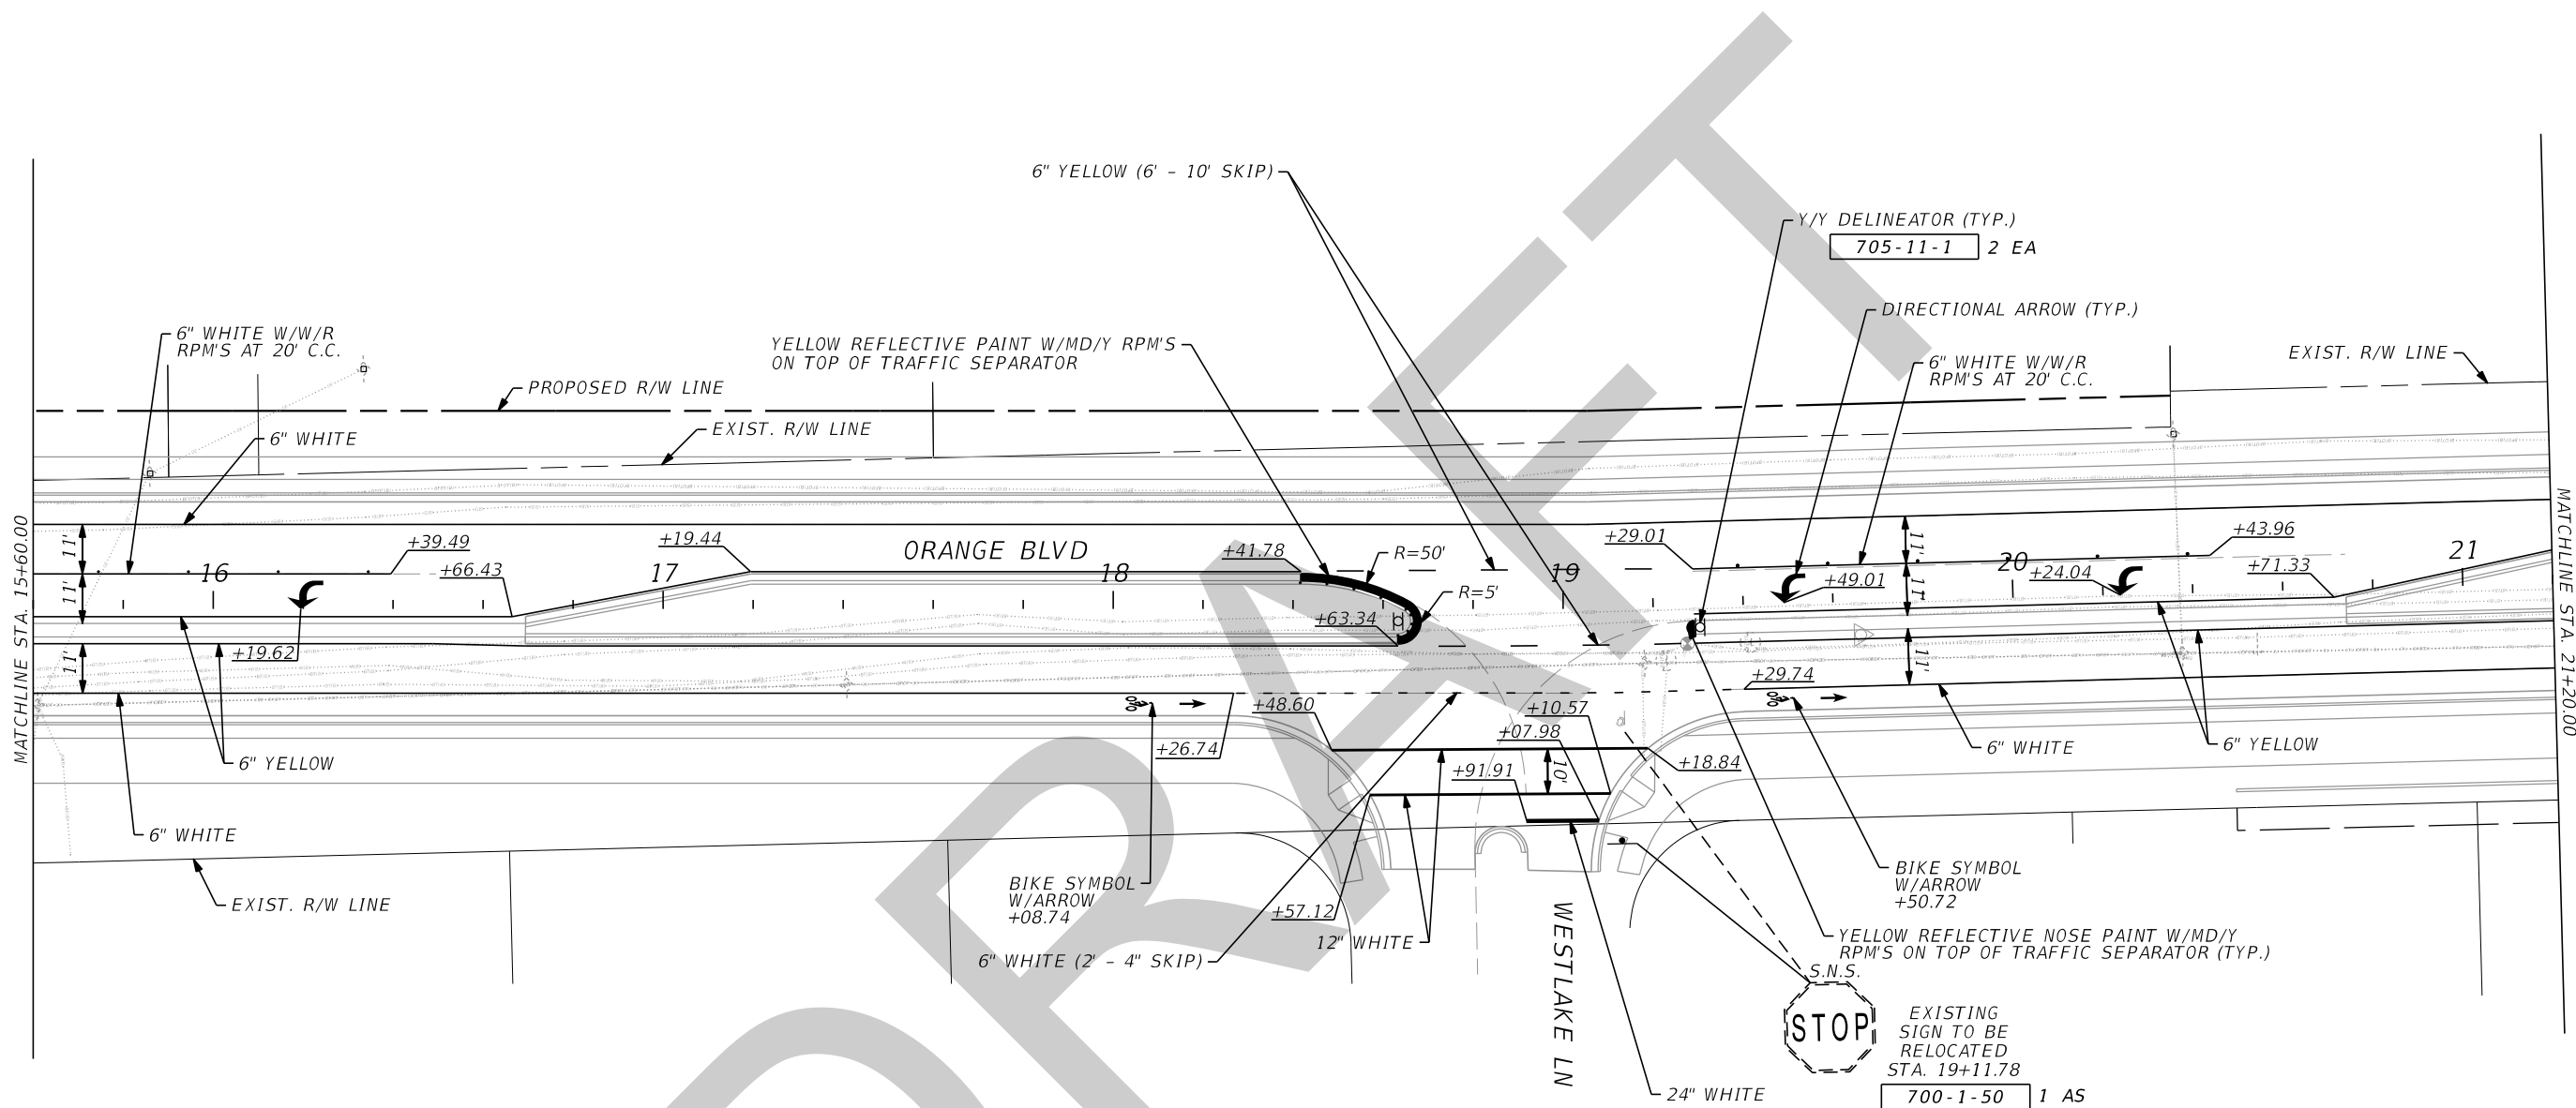 6" YELLOW (6' - 10' SKIP)
Y/Y DELINEATOR (TYP.)
705-11-1 2 EA
DIRECTIONAL ARROW (TYP.)
6" WHITE W/W/R
RPM'S AT 20' C.C.
YELLOW REFLECTIVE PAINT W/MD/Y RPM'S
ON TOP OF TRAFFIC SEPARATOR
6" WHITE W/W/R
RPM'S AT 20' C.C.
EXIST. R/W LINE
PROPOSED R/W LINE
EXIST. R/W LINE
6" WHITE
MATCHLINE STA. 15+60.00
11'
11'
11'
+39.49
+66.43
16
+19.62
+19.44
17
ORANGE BLVD
18
+41.78
R=50'
R=5'
+63.34
19
+29.01
11'
11'
11'
+49.01
20
+24.04
+43.96
+71.33
21
MATCHLINE STA. 21+20.00
+29.74
+48.60
+10.57
+07.98
+26.74
+91.91
10'
+18.84
6" YELLOW
6" WHITE
6" WHITE
6" YELLOW
EXIST. R/W LINE
BIKE SYMBOL
W/ARROW
+08.74
+57.12
12" WHITE
6" WHITE (2' - 4" SKIP)
WESTLAKE LN
BIKE SYMBOL
W/ARROW
+50.72
YELLOW REFLECTIVE NOSE PAINT W/MD/Y
RPM'S ON TOP OF TRAFFIC SEPARATOR (TYP.)
S.N.S.
STOP
EXISTING
SIGN TO BE
RELOCATED
STA. 19+11.78
700-1-50 1 AS
24" WHITE
DRAFT